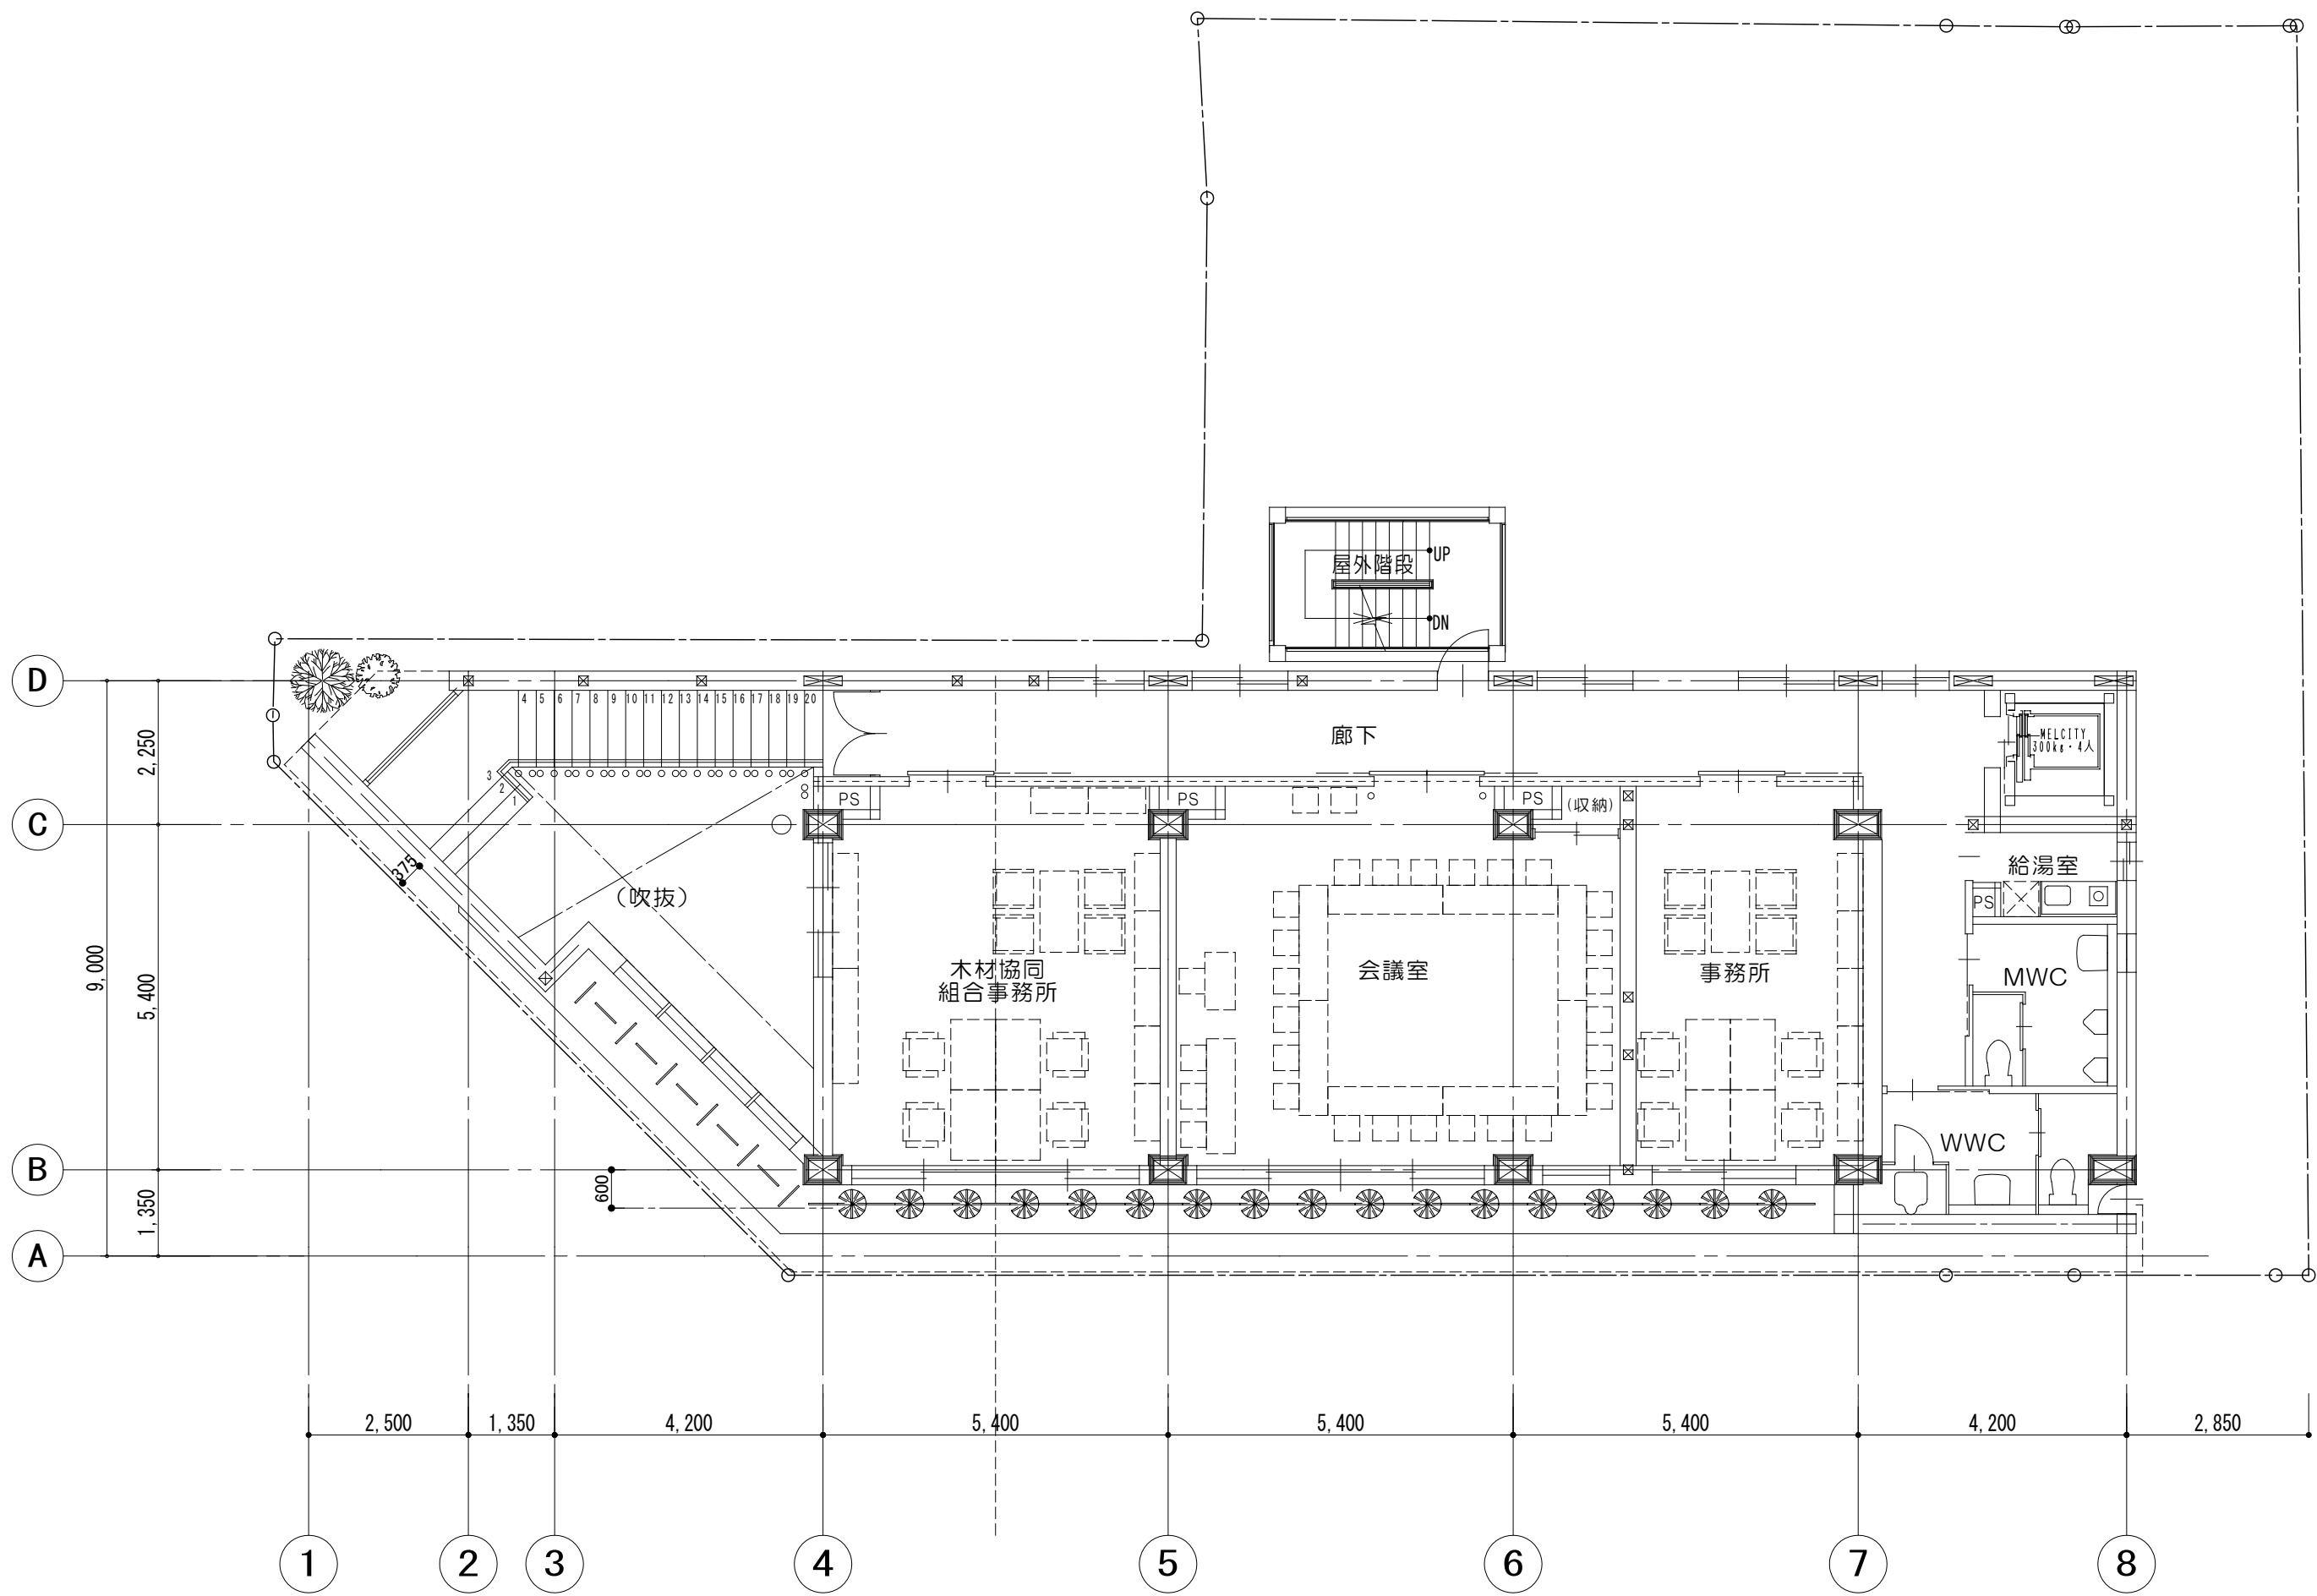 屋外階段
UP
DN
D
2,250
4 5 6 7 8 9 10 11 12 13 14 15 16 17 18 19 20
3
2
1
廊下
MELCITY
300kg・4人
PS
PS
PS
(収納)
C
375
(吹抜)
給湯室
PS
9,000
5,400
木材協同
組合事務所
会議室
事務所
MWC
WWC
B
600
1,350
A
2,500
1,350
4,200
5,400
5,400
5,400
4,200
2,850
1
2
3
4
5
6
7
8